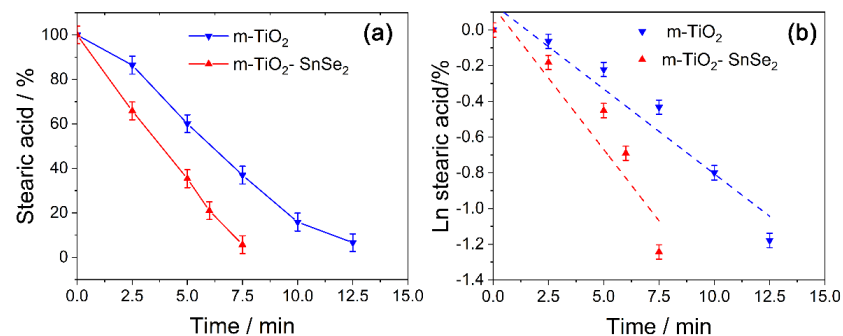 (a)
m-TiO₂
m-TiO₂- SnSe₂
Stearic acid / %
100
80
60
40
20
0
0.0 2.5 5.0 7.5 10.0 12.5 15.0
Time / min
(b)
m-TiO₂
m-TiO₂- SnSe₂
Ln stearic acid/%
0.0
-0.2
-0.4
-0.6
-0.8
-1.0
-1.2
-1.4
0.0 2.5 5.0 7.5 10.0 12.5 15.0
Time / min